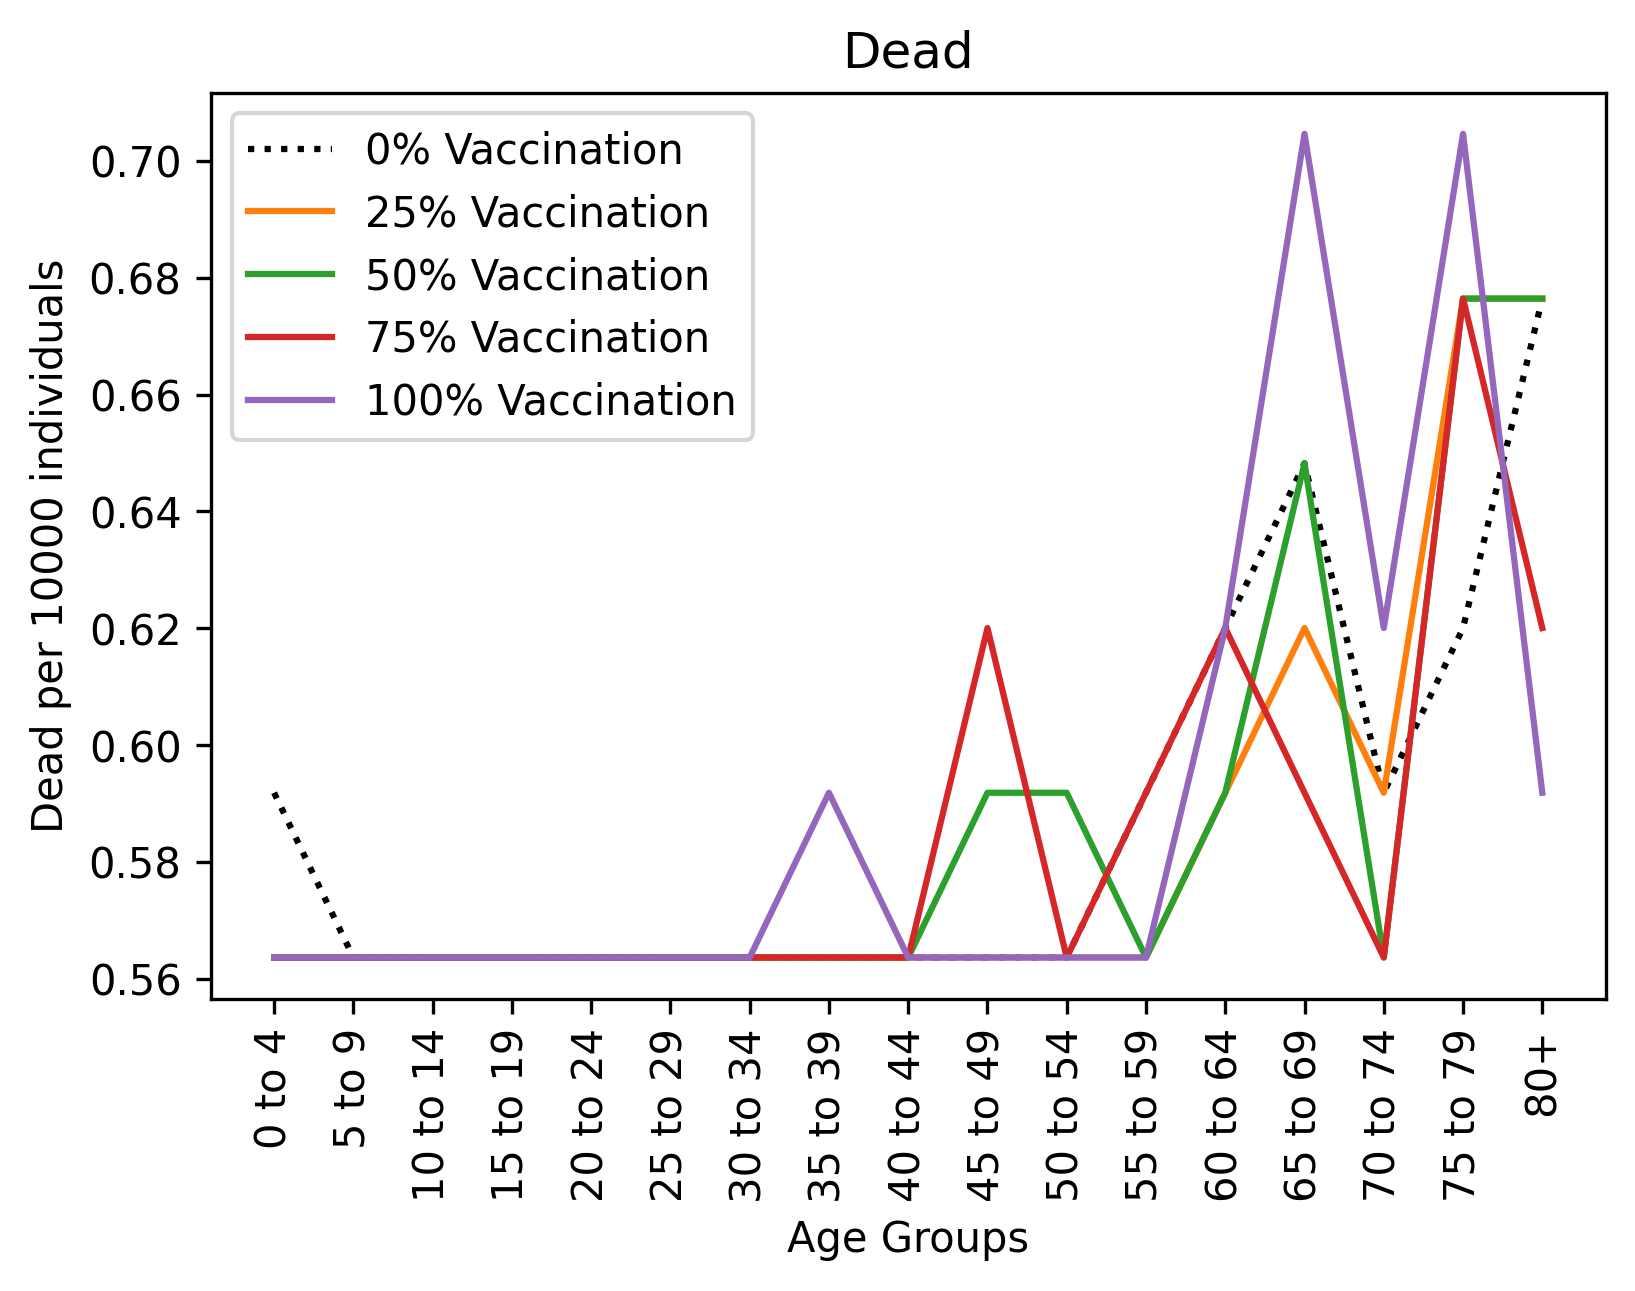 Dead
0% Vaccination
25% Vaccination
50% Vaccination
75% Vaccination
100% Vaccination
Dead per 10000 individuals
0.70
0.68
0.66
0.64
0.62
0.60
0.58
0.56
0 to 4
5 to 9
10 to 14
15 to 19
20 to 24
25 to 29
30 to 34
35 to 39
40 to 44
45 to 49
50 to 54
55 to 59
60 to 64
65 to 69
70 to 74
75 to 79
80+
Age Groups